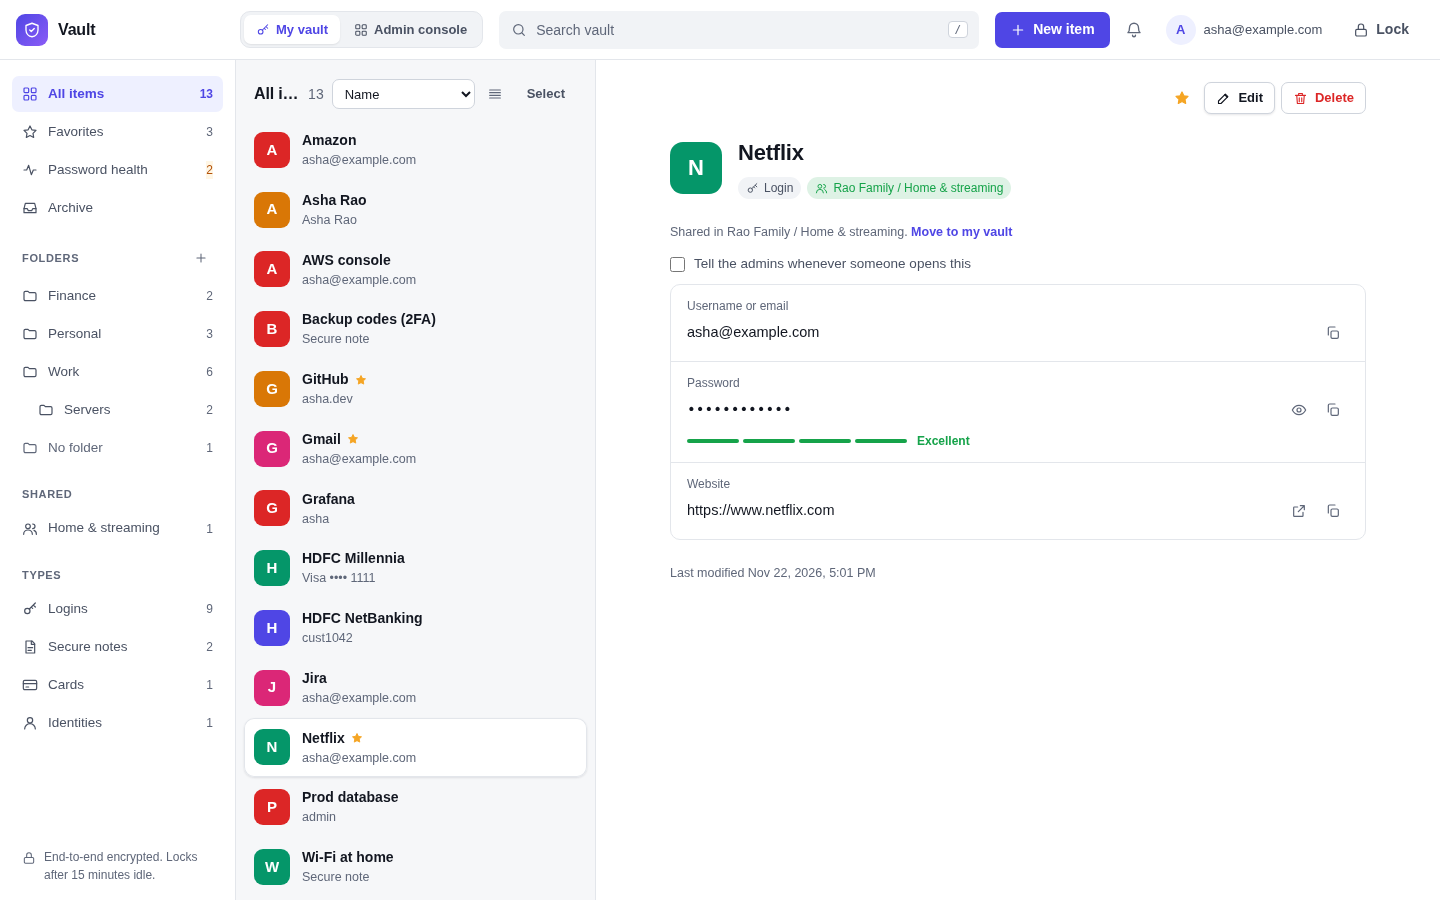 Vault
My vault
Admin console
Search vault
/
New item
A
asha@example.com
Lock
All items 13
Favorites 3
Password health 2
Archive
FOLDERS
Finance 2
Personal 3
Work 6
Servers 2
No folder 1
SHARED
Home & streaming 1
TYPES
Logins 9
Secure notes 2
Cards 1
Identities 1
End-to-end encrypted. Locks
after 15 minutes idle.
All i... 13
Name
Select
A
Amazon
asha@example.com
A
Asha Rao
Asha Rao
A
AWS console
asha@example.com
B
Backup codes (2FA)
Secure note
G
GitHub
asha.dev
G
Gmail
asha@example.com
G
Grafana
asha
H
HDFC Millennia
Visa •••• 1111
H
HDFC NetBanking
cust1042
J
Jira
asha@example.com
N
Netflix
asha@example.com
P
Prod database
admin
W
Wi-Fi at home
Secure note
Edit
Delete
N
Netflix
Login
Rao Family / Home & streaming
Shared in Rao Family / Home & streaming. Move to my vault
Tell the admins whenever someone opens this
Username or email
asha@example.com
Password
••••••••••••
Excellent
Website
https://www.netflix.com
Last modified Nov 22, 2026, 5:01 PM